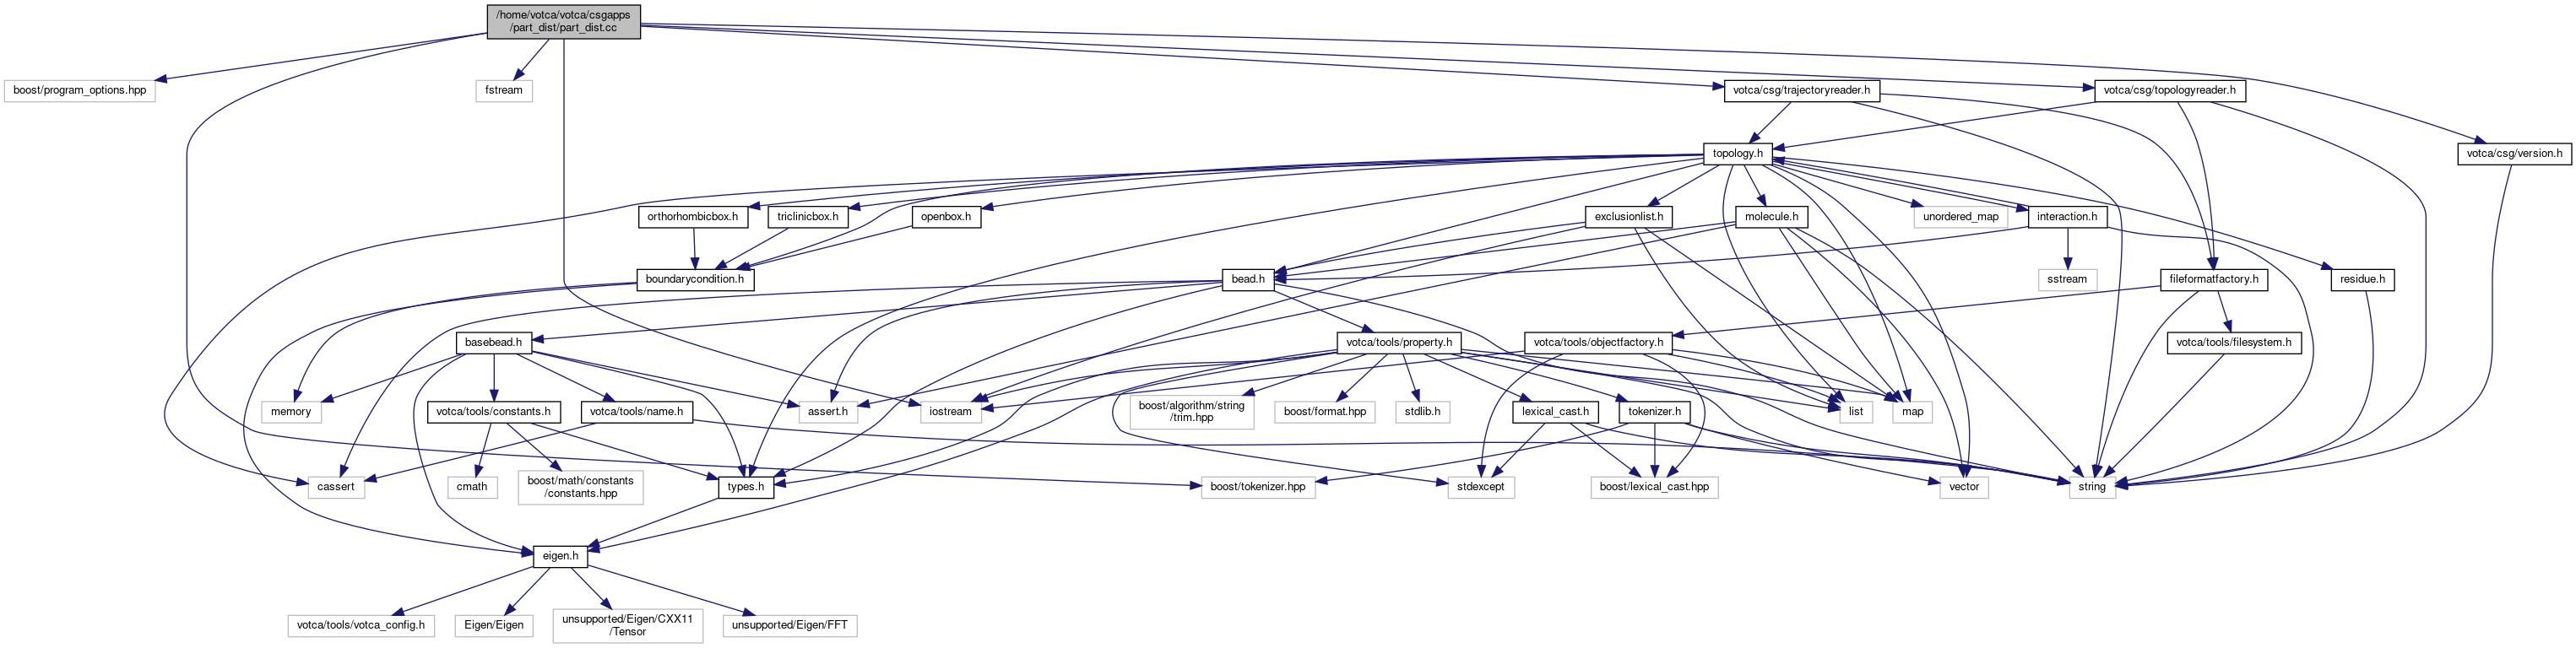 /home/votca/votca/csgapps
/part_dist/part_dist.cc
boost/program_options.hpp
fstream
votca/csg/trajectoryreader.h
votca/csg/topologyreader.h
topology.h
votca/csg/version.h
orthorhombicbox.h
triclinicbox.h
openbox.h
exclusionlist.h
molecule.h
unordered_map
interaction.h
boundarycondition.h
bead.h
sstream
fileformatfactory.h
residue.h
basebead.h
votca/tools/property.h
votca/tools/objectfactory.h
votca/tools/filesystem.h
memory
votca/tools/constants.h
votca/tools/name.h
assert.h
iostream
boost/algorithm/string
/trim.hpp
boost/format.hpp
stdlib.h
lexical_cast.h
tokenizer.h
list
map
cassert
cmath
boost/math/constants
/constants.hpp
types.h
boost/tokenizer.hpp
stdexcept
boost/lexical_cast.hpp
vector
string
eigen.h
votca/tools/votca_config.h
Eigen/Eigen
unsupported/Eigen/CXX11
/Tensor
unsupported/Eigen/FFT